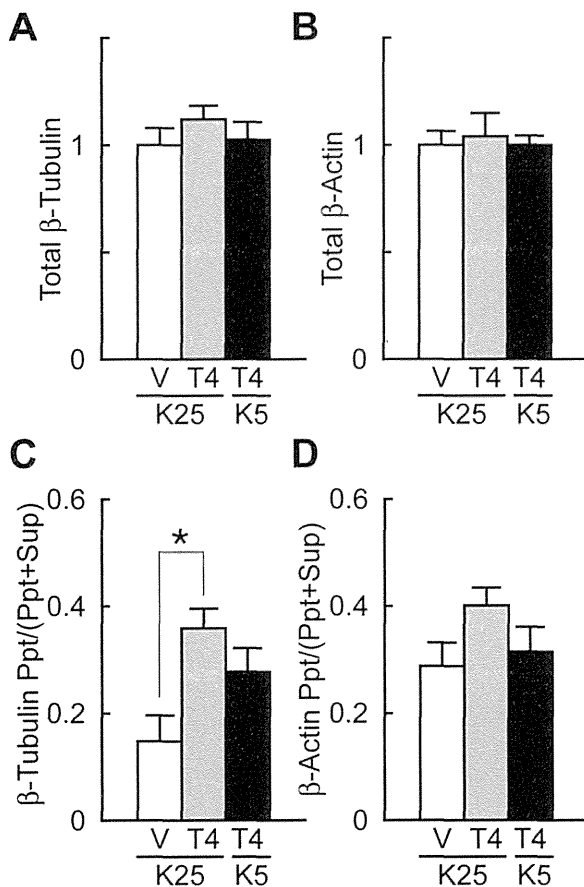 A
Total β-Tubulin
1
0
V T4 T4
K25 K5
B
Total β-Actin
1
0
V T4 T4
K25 K5
C
β-Tubulin Ppt/(Ppt+Sup)
0.6
0.4
0.2
0
*
V T4 T4
K25 K5
D
β-Actin Ppt/(Ppt+Sup)
0.6
0.4
0.2
0
V T4 T4
K25 K5